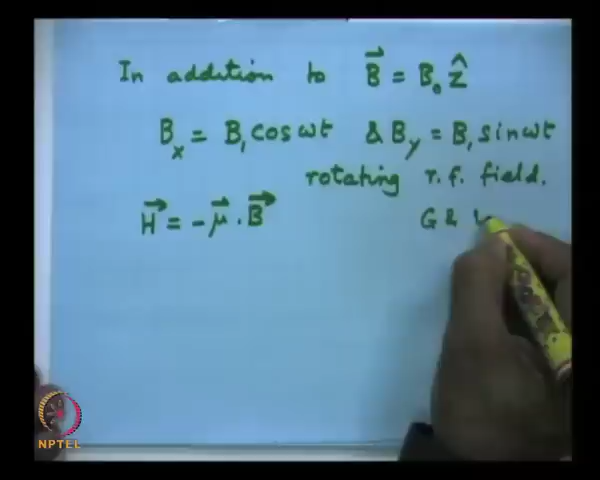 In addition to B⃗ = B₀ ẑ
Bₓ = B₁ cos ωt & B_y = B₁ sin ωt
rotating r.f. field.
H⃗ = - μ⃗ . B⃗
G &
NPTEL